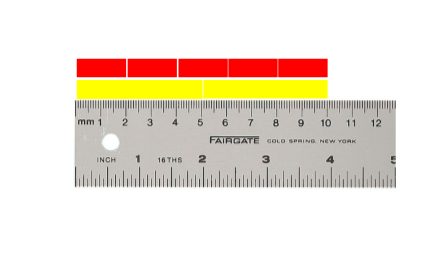 mm 1 2 3 4 5 6 7 8 9 10 11 12
FAIRGATE COLD SPRING, NEW YORK
INCH 1 16THS 2 3 4 5